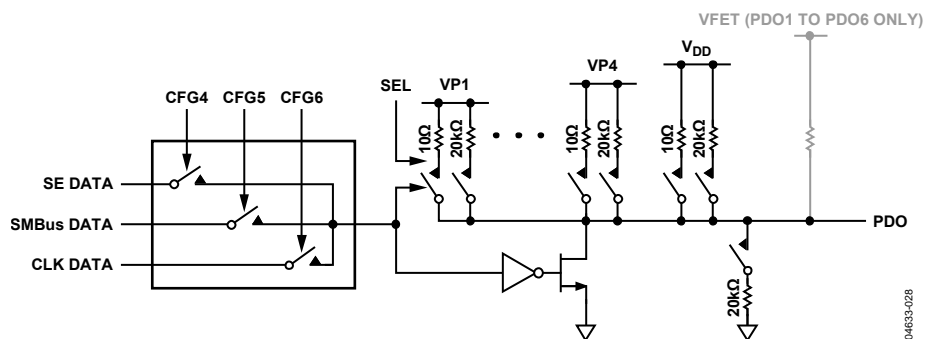 VFET (PDO1 TO PDO6 ONLY)
VDD
VP4
SEL
VP1
CFG4 CFG5 CFG6
10Ω
20kΩ
10Ω
20kΩ
10Ω
20kΩ
SE DATA
SMBus DATA
CLK DATA
PDO
20kΩ
04633-028